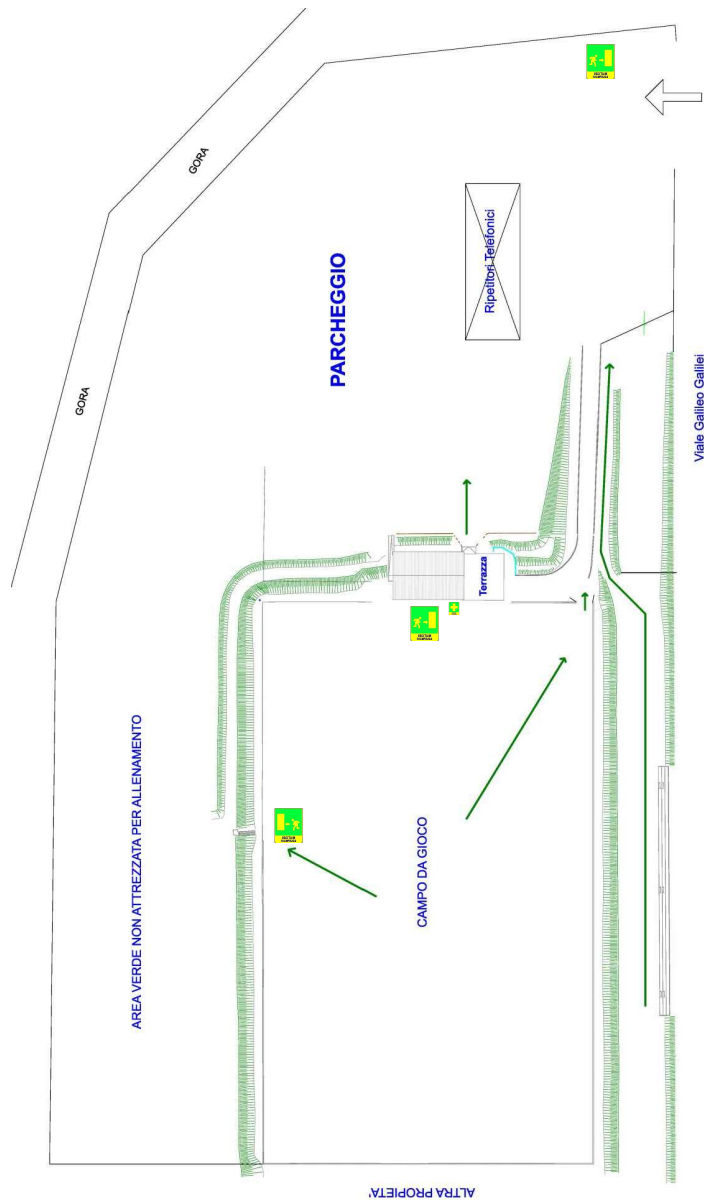 GORA
GORA
PARCHEGGIO
Ripetitori Telefonici
Viale Galileo Galilei
Terrazza
AREA VERDE NON ATTREZZATA PER ALLENAMENTO
CAMPO DA GIOCO
ALTRA PROPIETA'